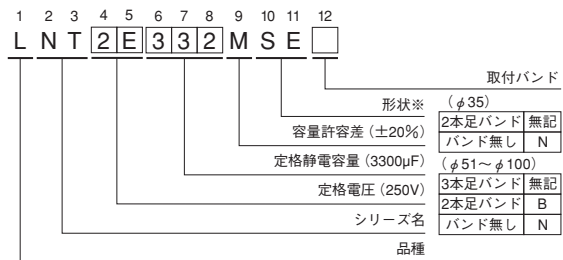 1 2 3 4 5 6 7 8 9 10 11 12
L N T 2 E 3 3 2 M S E
取付バンド
形状※
(φ35)
2本足バンド 無記
バンド無し N
容量許容差 (±20%)
定格静電容量 (3300μF)
(φ51～φ100)
3本足バンド 無記
2本足バンド B
バンド無し N
定格電圧 (250V)
シリーズ名
品種